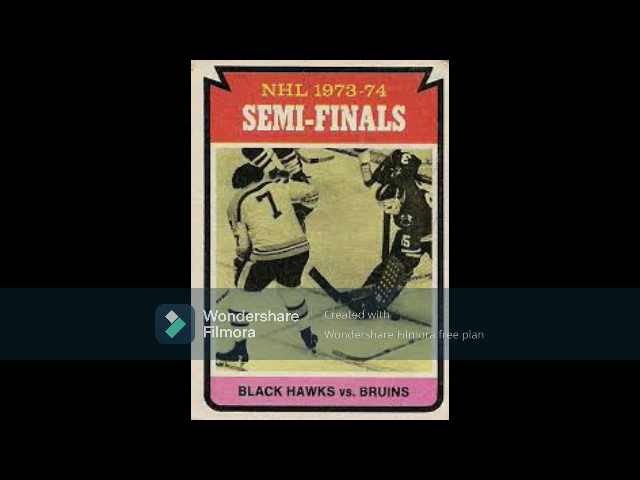 NHL 1973-74
SEMI-FINALS
7
Wondershare
Filmora
Created with
Wondershare Filmora free plan
BLACK HAWKS vs. BRUINS